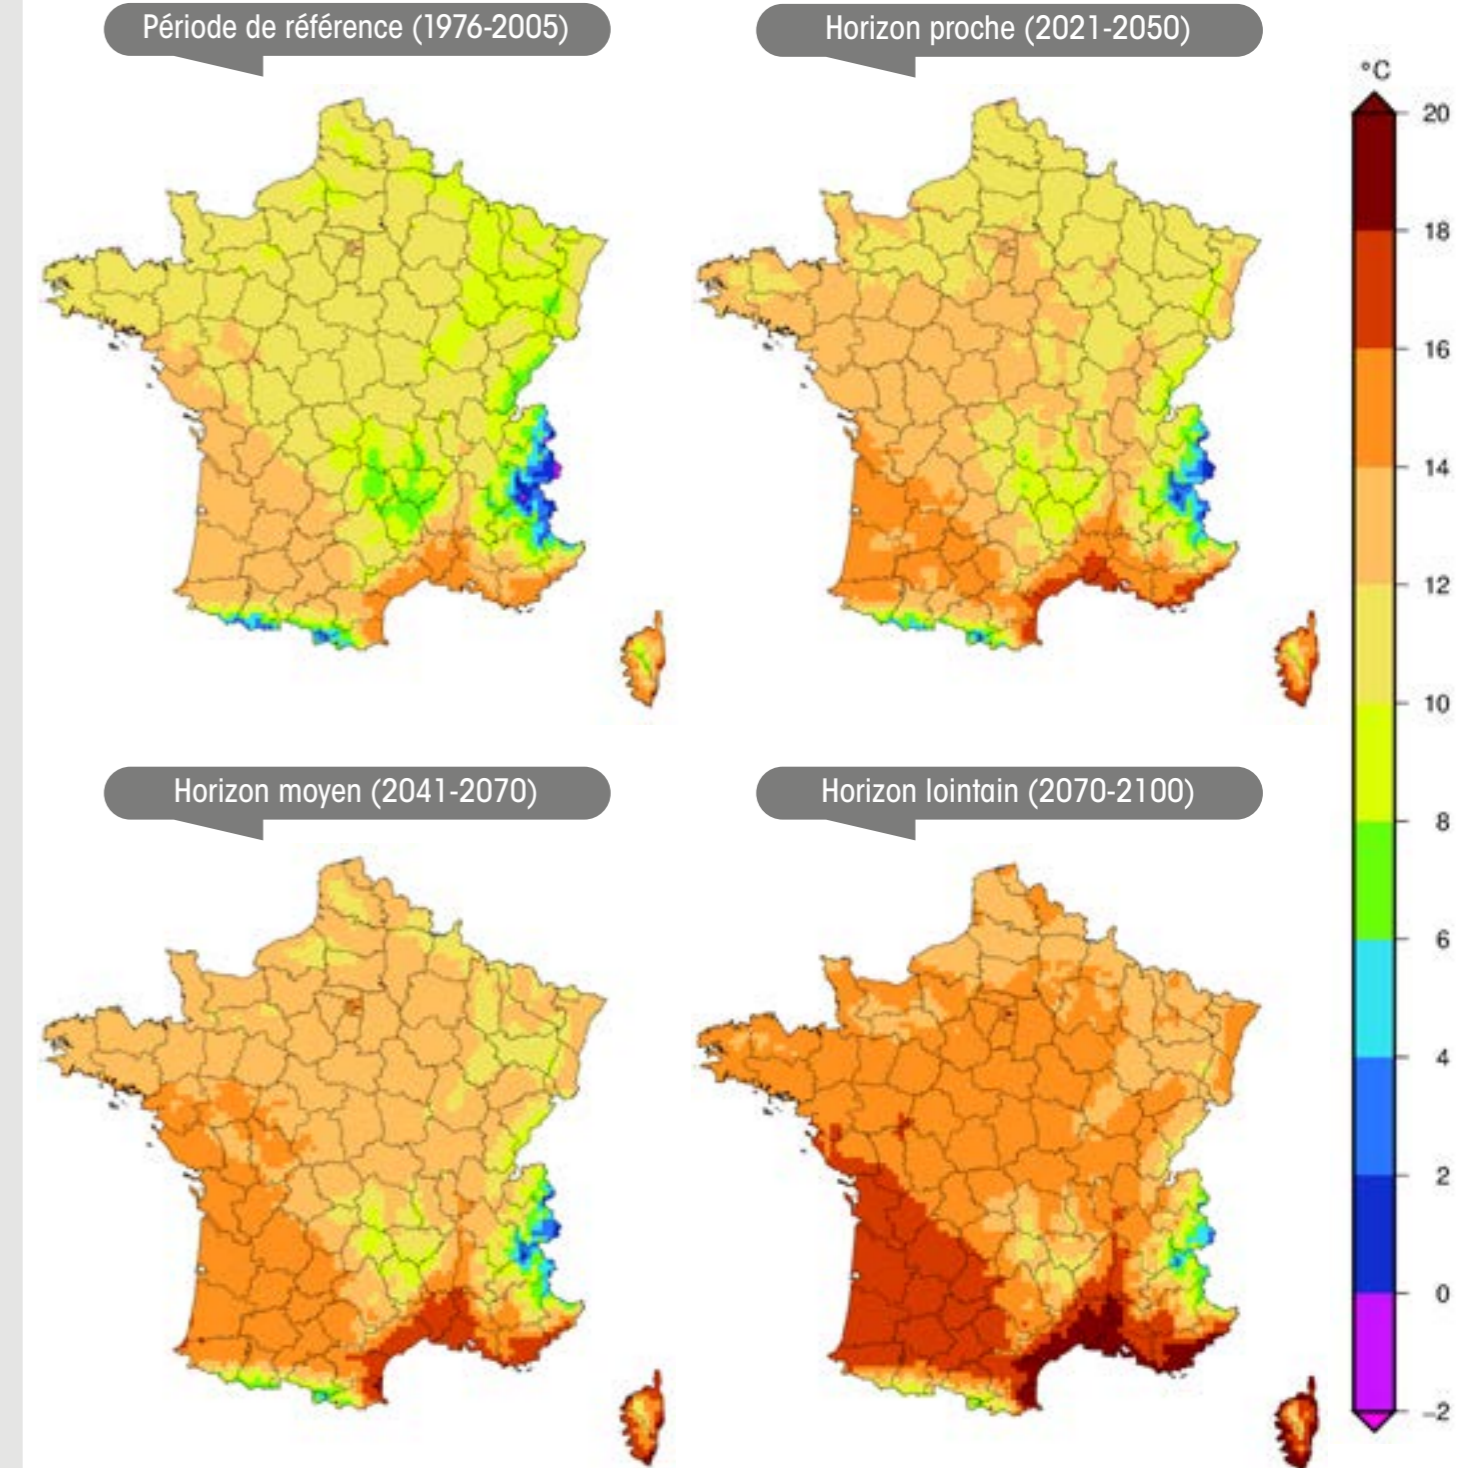 Période de référence (1976-2005)
Horizon proche (2021-2050)
°C
20
18
16
14
12
10
8
6
4
2
0
-2
Horizon moyen (2041-2070)
Horizon lointain (2070-2100)